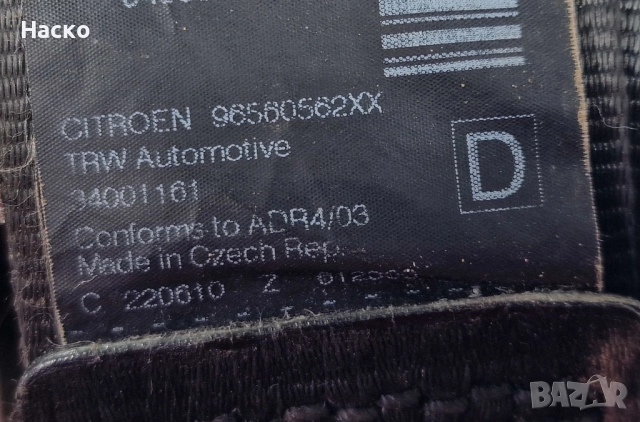 Наско
CITROEN 96560562XX
TRW Automotive
34001161
D
Conforms to ADR4/03
Made in Czech Rep.
C 220610 Z
BAZAR